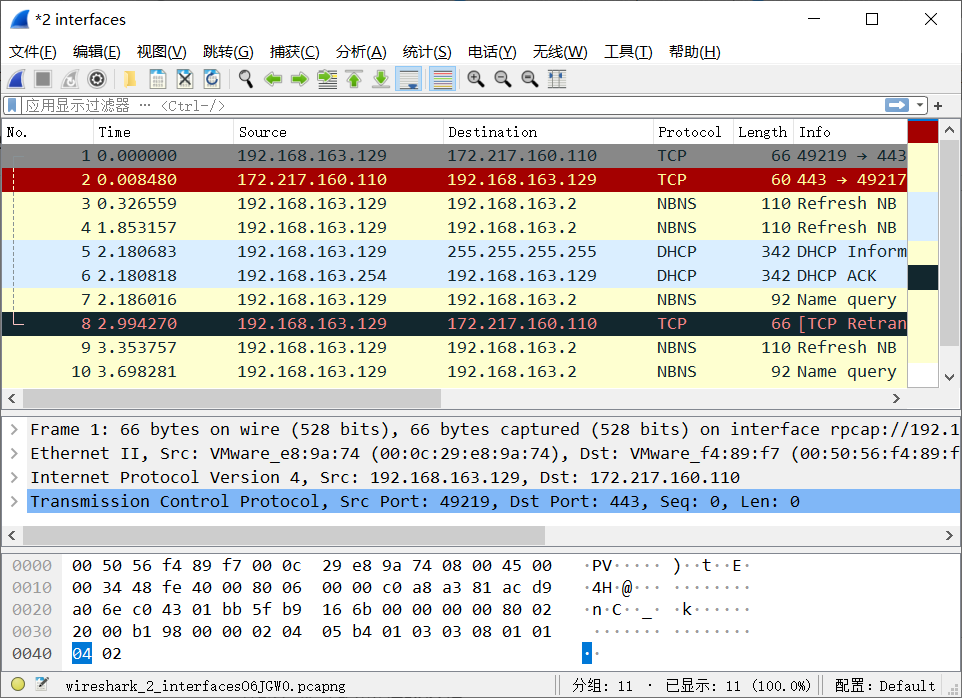 *2 interfaces
文件(F) 编辑(E) 视图(V) 跳转(G) 捕获(C) 分析(A) 统计(S) 电话(Y) 无线(W) 工具(T) 帮助(H)
应用显示过滤器 … <Ctrl-/>
No. Time Source Destination Protocol Length Info
1 0.000000 192.168.163.129 172.217.160.110 TCP 66 49219 → 443
2 0.008480 172.217.160.110 192.168.163.129 TCP 60 443 → 49217
3 0.326559 192.168.163.129 192.168.163.2 NBNS 110 Refresh NB
4 1.853157 192.168.163.129 192.168.163.2 NBNS 110 Refresh NB
5 2.180683 192.168.163.129 255.255.255.255 DHCP 342 DHCP Inform
6 2.180818 192.168.163.254 192.168.163.129 DHCP 342 DHCP ACK
7 2.186016 192.168.163.129 192.168.163.2 NBNS 92 Name query
8 2.994270 192.168.163.129 172.217.160.110 TCP 66 [TCP Retran
9 3.353757 192.168.163.129 192.168.163.2 NBNS 110 Refresh NB
10 3.698281 192.168.163.129 192.168.163.2 NBNS 92 Name query
Frame 1: 66 bytes on wire (528 bits), 66 bytes captured (528 bits) on interface rpcap://192.1
Ethernet II, Src: VMware_e8:9a:74 (00:0c:29:e8:9a:74), Dst: VMware_f4:89:f7 (00:50:56:f4:89:f
Internet Protocol Version 4, Src: 192.168.163.129, Dst: 172.217.160.110
Transmission Control Protocol, Src Port: 49219, Dst Port: 443, Seq: 0, Len: 0
0000 00 50 56 f4 89 f7 00 0c 29 e8 9a 74 08 00 45 00 ·PV····· )··t··E·
0010 00 34 48 fe 40 00 80 06 00 00 c0 a8 a3 81 ac d9 ·4H·@··· ········
0020 a0 6e c0 43 01 bb 5f b9 16 6b 00 00 00 00 80 02 ·n·C··_· ·k······
0030 20 00 b1 98 00 00 02 04 05 b4 01 03 03 08 01 01 ······· ········
0040 04 02 ··
wireshark_2_interfacesO6JGW0.pcapng 分组: 11 · 已显示: 11 (100.0%) 配置: Default